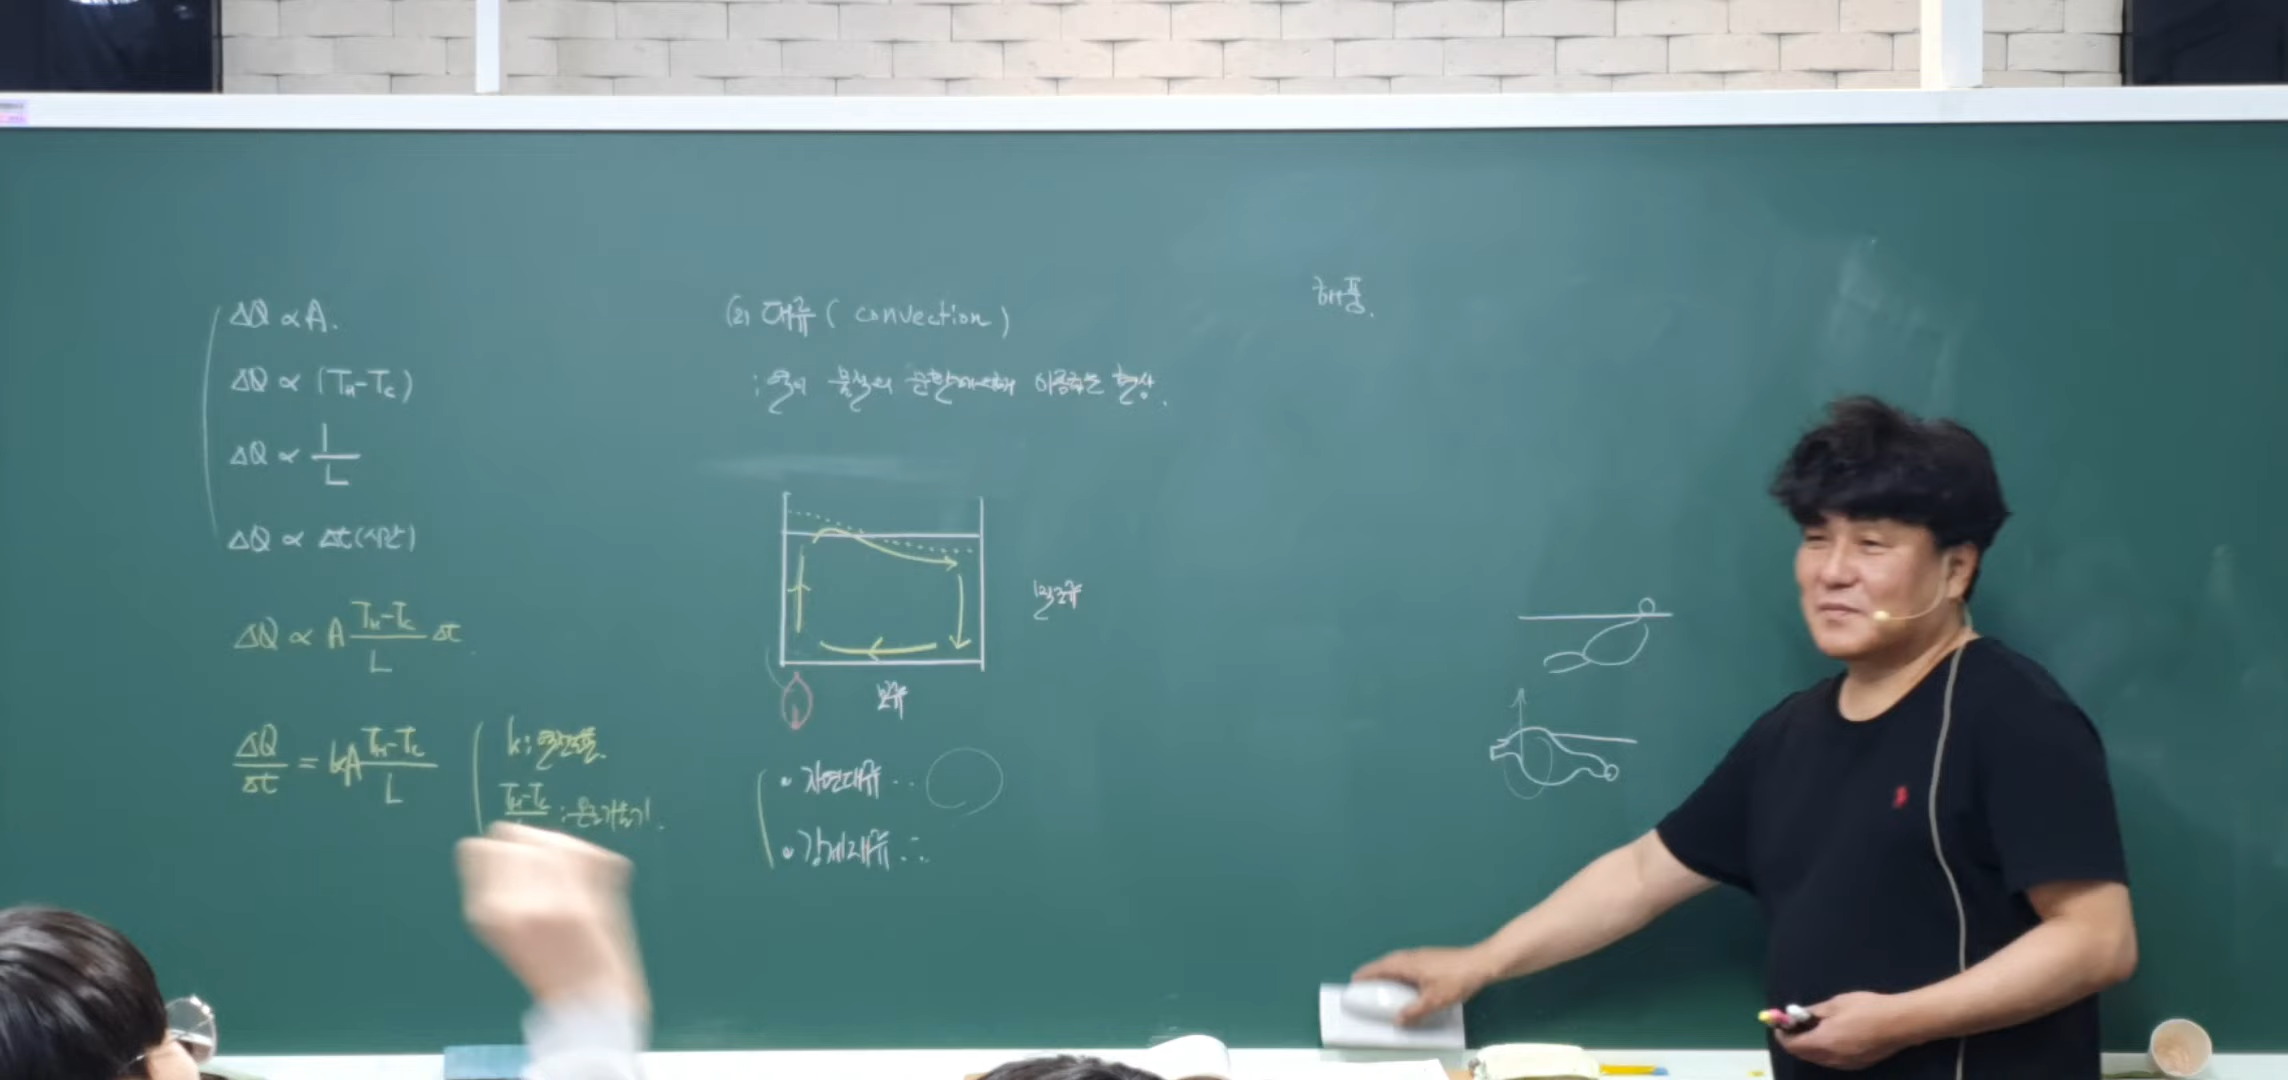 ΔQ ∝ A.
ΔQ ∝ (T_H-T_C)
ΔQ ∝ 1/L
ΔQ ∝ Δt(시간)
ΔQ ∝ A (T_H-T_C)/L Δt.
ΔQ/Δt = kA (T_H-T_C)/L
k : 열전도율.
(T_H-T_C)/L : 온도기울기.
(2) 대류 ( convection )
; 열이 물질의 순환에 의해 이동하는 현상.
• 자연대류 ..
• 강제대류 ∴
해풍.